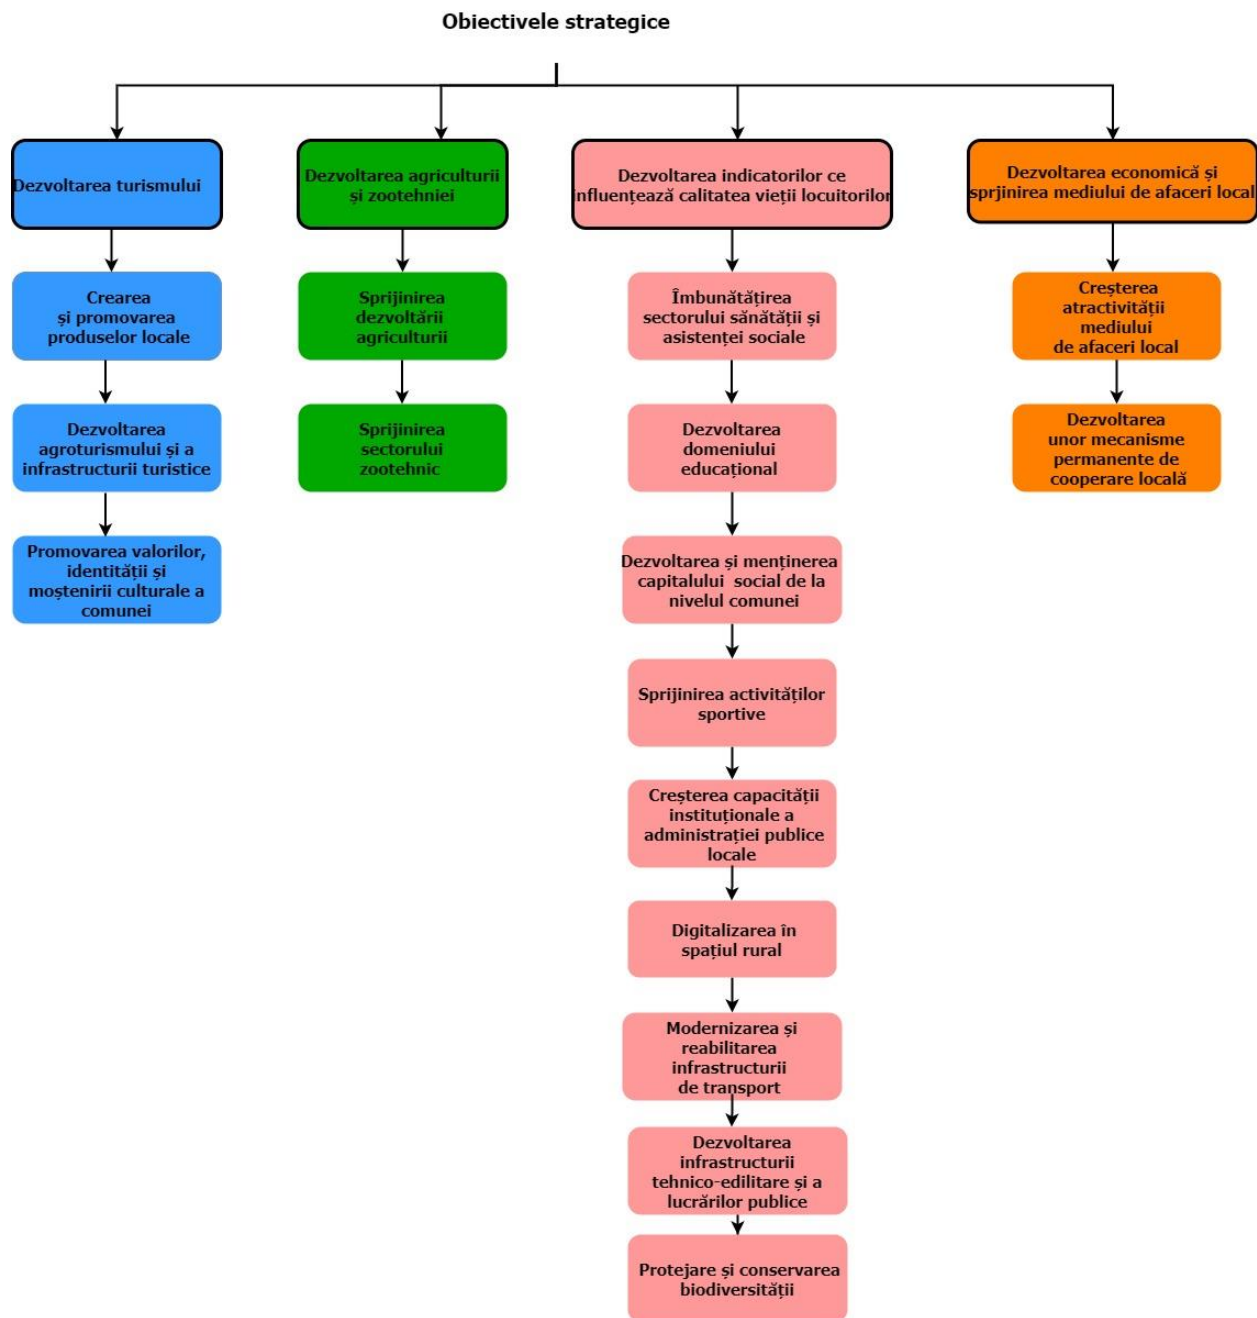 Obiectivele strategice
Dezvoltarea turismului
Crearea
și promovarea
produselor locale
Dezvoltarea
agroturismului și a
infrastructurii turistice
Promovarea valorilor,
identității și
moștenirii culturale a
comunei
Dezvoltarea agriculturii
și zootehniei
Sprijinirea
dezvoltării
agriculturii
Sprijinirea
sectorului
zootehnic
Dezvoltarea indicatorilor ce
influențează calitatea vieții locuitorilor
Îmbunătățirea
sectorului sănătății și
asistenței sociale
Dezvoltarea
domeniului
educațional
Dezvoltarea și menținerea
capitalului social de la
nivelul comunei
Sprijinirea activităților
sportive
Creșterea capacității
instituționale a
administrației publice
locale
Digitalizarea în
spațiul rural
Modernizarea și
reabilitarea
infrastructurii
de transport
Dezvoltarea
infrastructurii
tehnico-edilitare și a
lucrărilor publice
Protejare și conservarea
biodiversității
Dezvoltarea economică și
sprjinirea mediului de afaceri local
Creșterea
atractivității
mediului
de afaceri local
Dezvoltarea
unor mecanisme
permanente de
cooperare locală